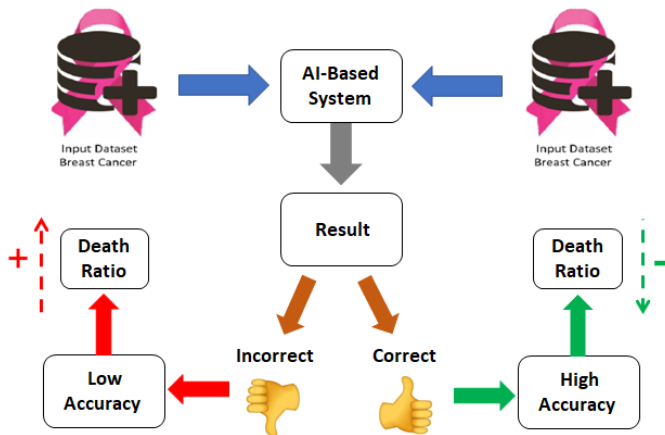 AI-Based
System
Input Dataset
Breast Cancer
Input Dataset
Breast Cancer
Result
+
Death
Ratio
Death
Ratio
-
Incorrect
Correct
Low
Accuracy
High
Accuracy